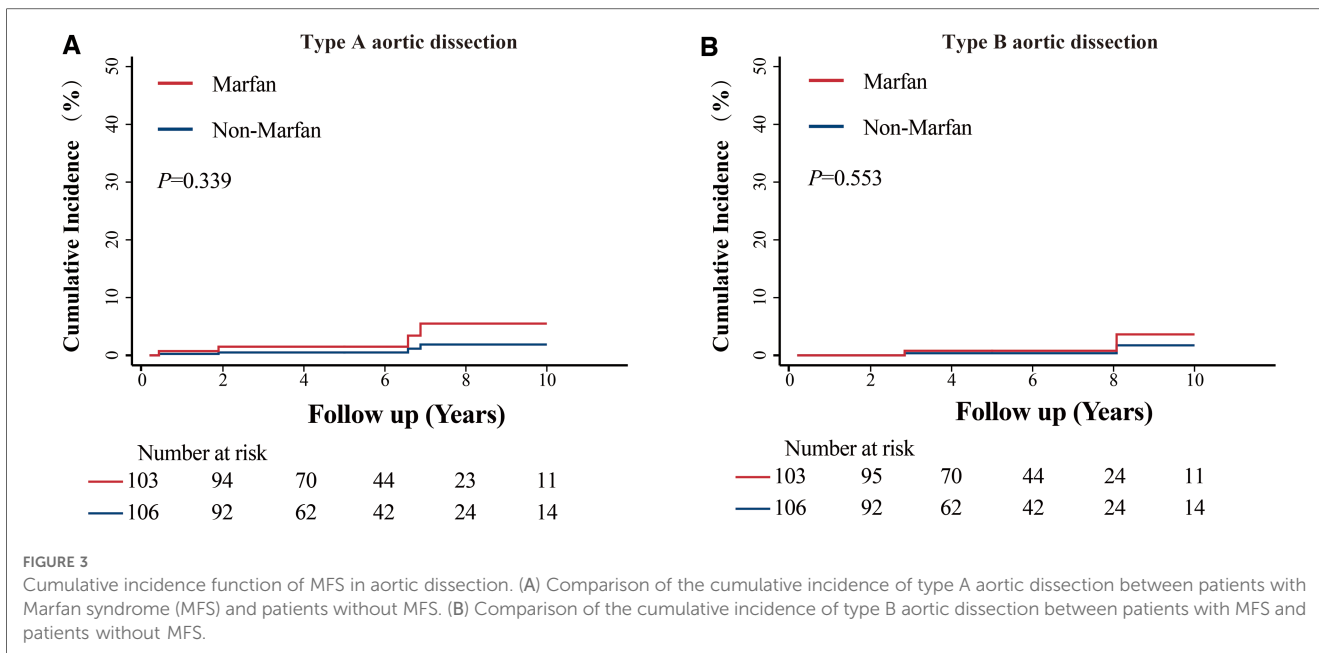 A
Type A aortic dissection
Cumulative Incidence （%）
50
40
30
20
10
0
Marfan
Non-Marfan
P=0.339
0 2 4 6 8 10
Follow up (Years)
Number at risk
103 94 70 44 23 11
106 92 62 42 24 14
B
Type B aortic dissection
Cumulative Incidence （%）
50
40
30
20
10
0
Marfan
Non-Marfan
P=0.553
0 2 4 6 8 10
Follow up (Years)
Number at risk
103 95 70 44 24 11
106 92 62 42 24 14
FIGURE 3
Cumulative incidence function of MFS in aortic dissection. (A) Comparison of the cumulative incidence of type A aortic dissection between patients with
Marfan syndrome (MFS) and patients without MFS. (B) Comparison of the cumulative incidence of type B aortic dissection between patients with MFS and
patients without MFS.